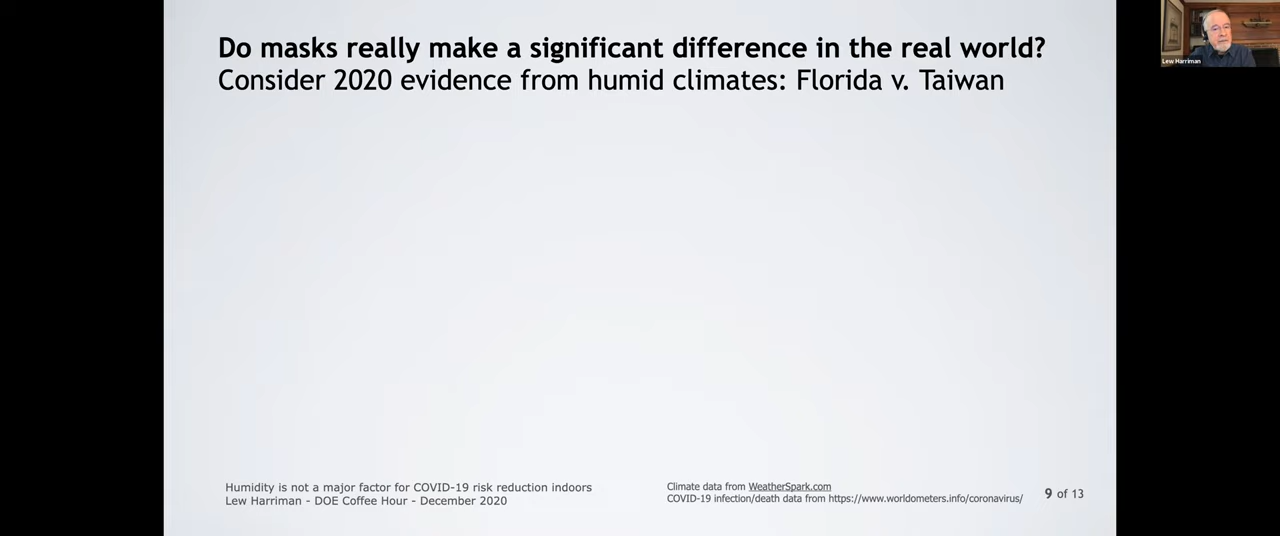 Do masks really make a significant difference in the real world?
Consider 2020 evidence from humid climates: Florida v. Taiwan
Lew Harriman
Humidity is not a major factor for COVID-19 risk reduction indoors
Lew Harriman - DOE Coffee Hour - December 2020
Climate data from WeatherSpark.com
COVID-19 infection/death data from https://www.worldometers.info/coronavirus/
9 of 13